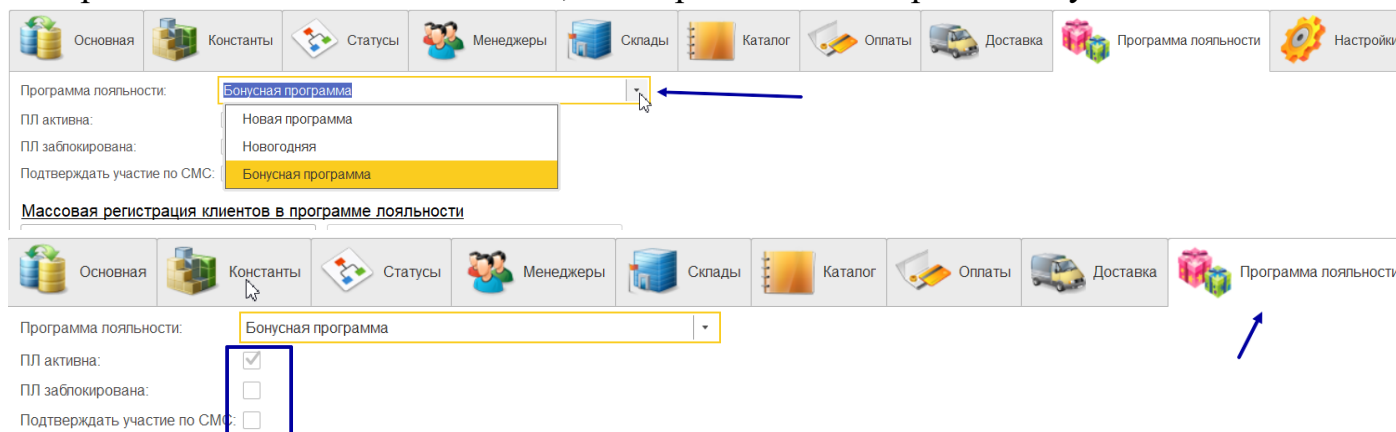 Основная Константы Статусы Менеджеры Склады Каталог Оплаты Доставка Программа лояльности Настройки
Программа лояльности: Бонусная программа
ПЛ активна:
Новая программа
ПЛ заблокирована:
Новогодняя
Подтверждать участие по СМС:
Бонусная программа
Массовая регистрация клиентов в программе лояльности
Основная Константы Статусы Менеджеры Склады Каталог Оплаты Доставка Программа лояльности
Программа лояльности: Бонусная программа
ПЛ активна:
ПЛ заблокирована:
Подтверждать участие по СМС: